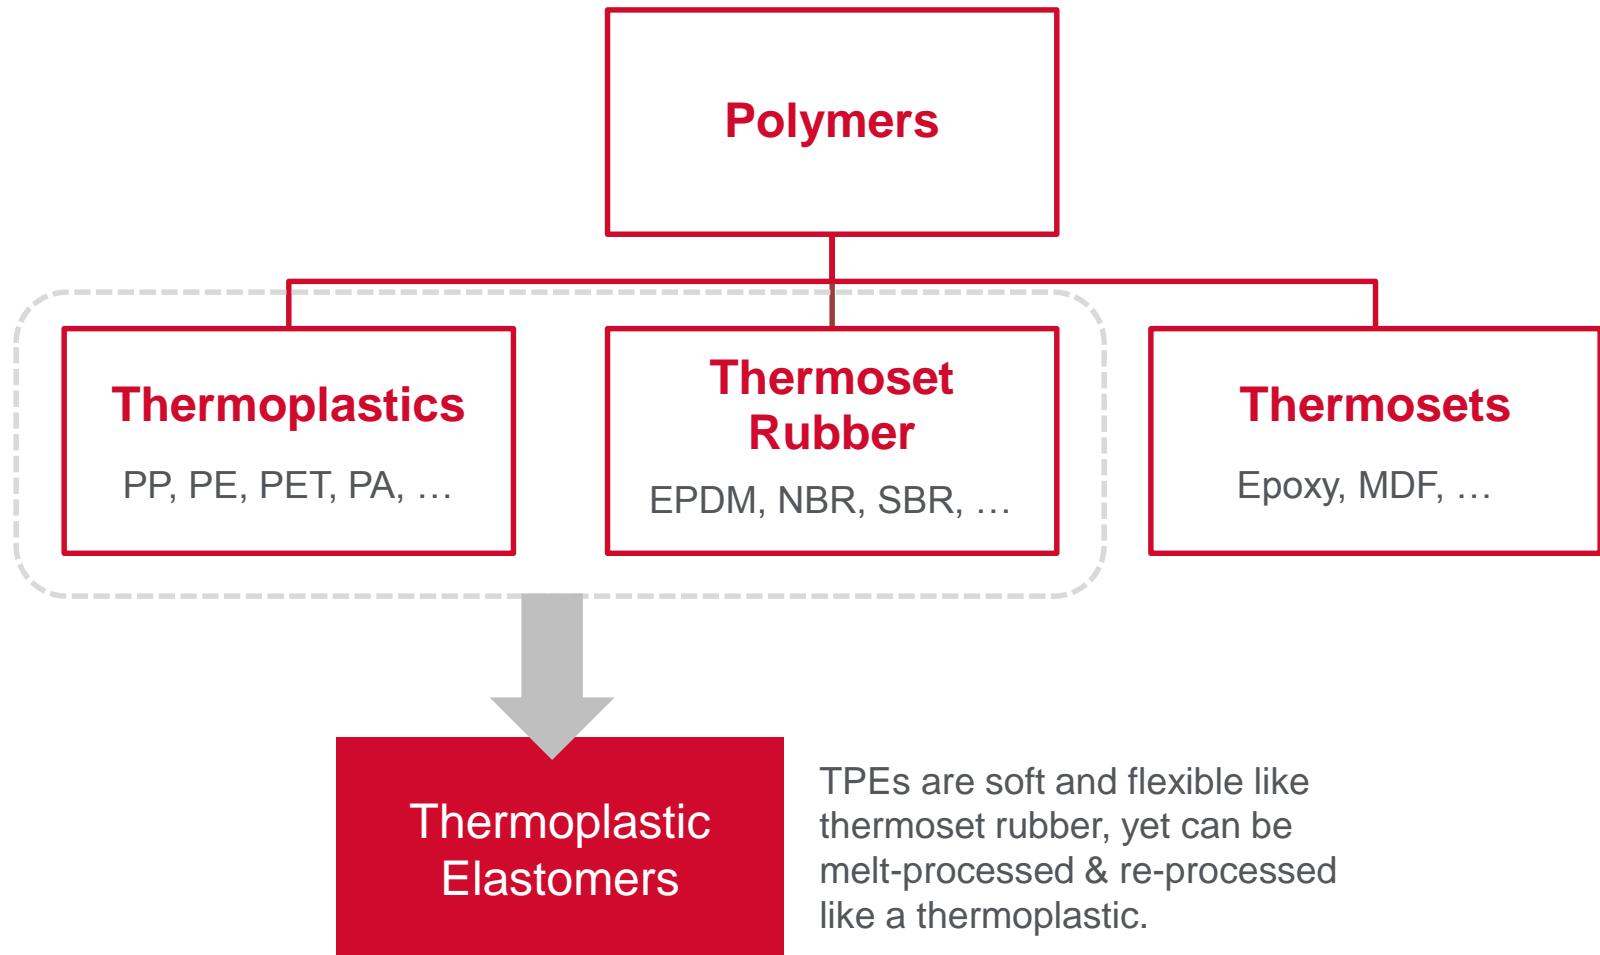 Polymers
Thermoplastics
PP, PE, PET, PA, …
Thermoset
Rubber
EPDM, NBR, SBR, …
Thermosets
Epoxy, MDF, …
Thermoplastic
Elastomers
TPEs are soft and flexible like
thermoset rubber, yet can be
melt-processed & re-processed
like a thermoplastic.